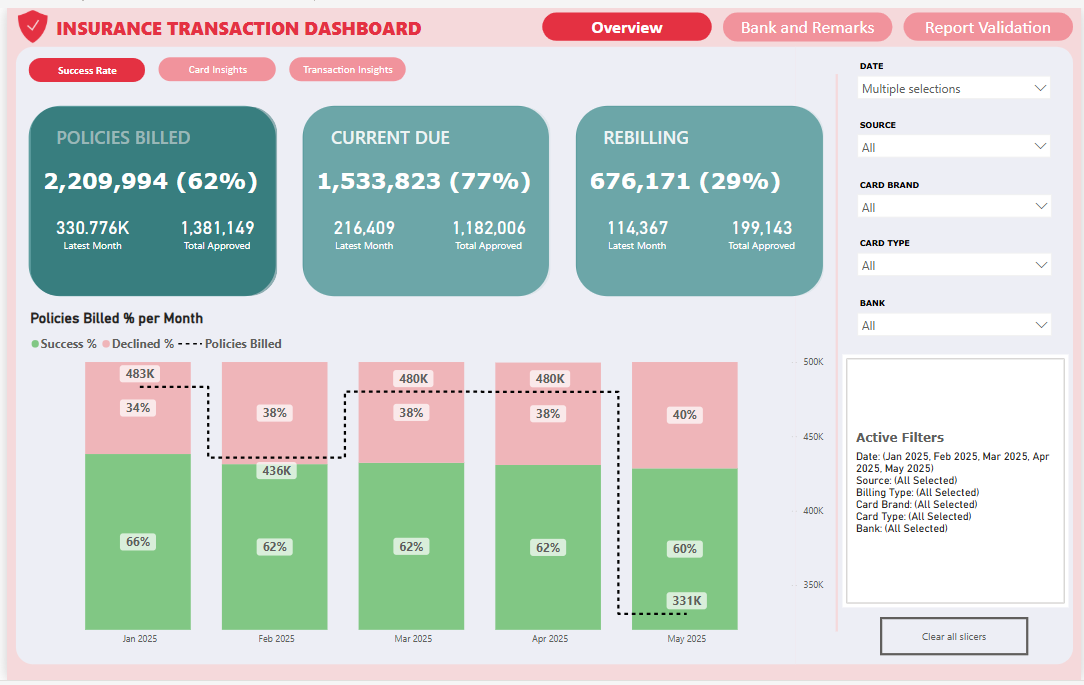 INSURANCE TRANSACTION DASHBOARD
Overview
Bank and Remarks
Report Validation
Success Rate
Card Insights
Transaction Insights
POLICIES BILLED
2,209,994 (62%)
330.776K
Latest Month
1,381,149
Total Approved
CURRENT DUE
1,533,823 (77%)
216,409
Latest Month
1,182,006
Total Approved
REBILLING
676,171 (29%)
114,367
Latest Month
199,143
Total Approved
Policies Billed % per Month
Success %
Declined %
Policies Billed
483K
34%
66%
Jan 2025
38%
436K
62%
Feb 2025
480K
38%
62%
Mar 2025
480K
38%
62%
Apr 2025
40%
60%
331K
May 2025
500K
450K
400K
350K
DATE
Multiple selections
SOURCE
All
CARD BRAND
All
CARD TYPE
All
BANK
All
Active Filters
Date: (Jan 2025, Feb 2025, Mar 2025, Apr
2025, May 2025)
Source: (All Selected)
Billing Type: (All Selected)
Card Brand: (All Selected)
Card Type: (All Selected)
Bank: (All Selected)
Clear all slicers